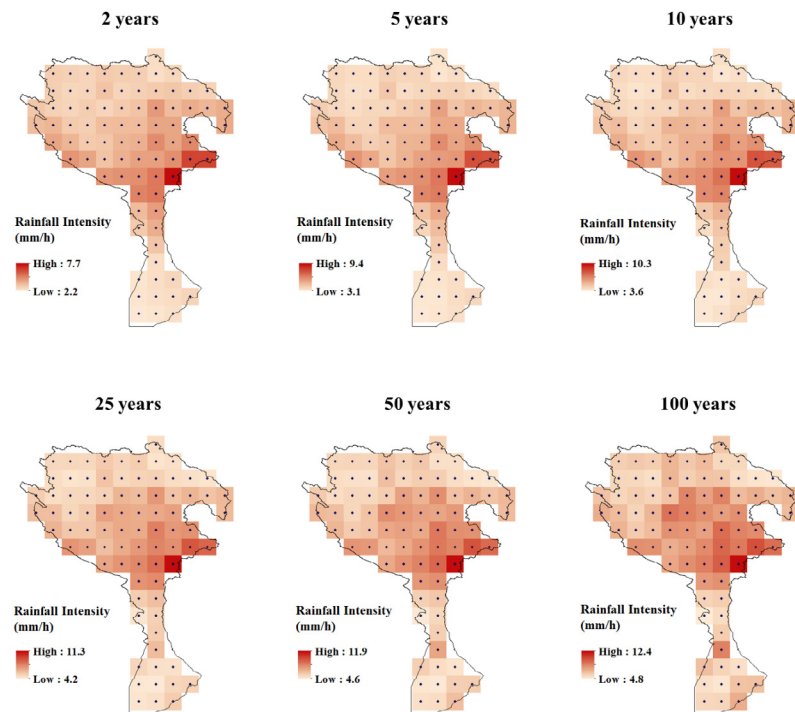 2 years
5 years
10 years
Rainfall Intensity
(mm/h)
High : 7.7
Low : 2.2
Rainfall Intensity
(mm/h)
High : 9.4
Low : 3.1
Rainfall Intensity
(mm/h)
High : 10.3
Low : 3.6
25 years
50 years
100 years
Rainfall Intensity
(mm/h)
High : 11.3
Low : 4.2
Rainfall Intensity
(mm/h)
High : 11.9
Low : 4.6
Rainfall Intensity
(mm/h)
High : 12.4
Low : 4.8